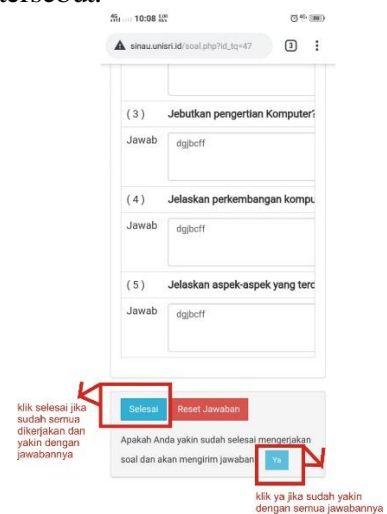 tersebut.
10:08
sinau.unisri.id/soal.php?id_tq=47
3
(3) Jebutkan pengertian Komputer?
Jawab
dgjbcff
(4) Jelaskan perkembangan kompu
Jawab
dgjbcff
(5) Jelaskan aspek-aspek yang terd
Jawab
dgjbcff
Selesai
Reset Jawaban
klik selesai jika
sudah semua
dikerjakan dan
yakin dengan
jawabannya
Apakah Anda yakin sudah selesai mengerjakan
soal dan akan mengirim jawaban
Ya
klik ya jika sudah yakin
dengan semua jawabannya